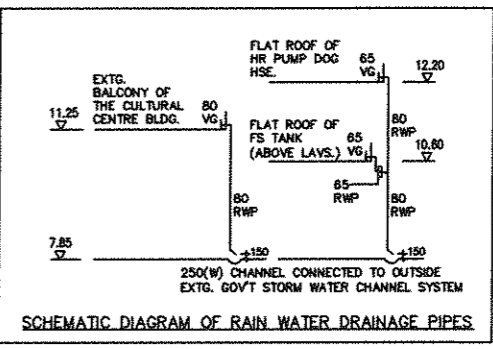 FLAT ROOF OF
HR PUMP DOG
HSE.
65
VG
12.20
EXTG.
BALCONY OF
THE CULTURAL
CENTRE BLDG.
80
VG
11.25
80
RWP
FLAT ROOF OF
FS TANK
(ABOVE LAVS.)
65
VG
10.60
65
RWP
80
RWP
80
RWP
7.85
150
150
250(W) CHANNEL CONNECTED TO OUTSIDE
EXTG. GOV'T STORM WATER CHANNEL SYSTEM
SCHEMATIC DIAGRAM OF RAIN WATER DRAINAGE PIPES